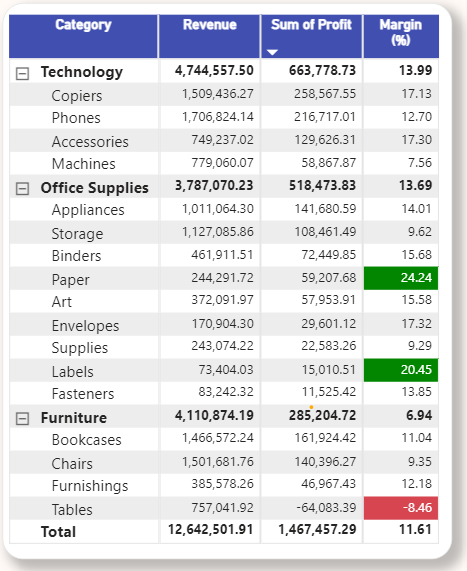 Category Revenue Sum of Profit Margin (%)
Technology 4,744,557.50 663,778.73 13.99
Copiers 1,509,436.27 258,567.55 17.13
Phones 1,706,824.14 216,717.01 12.70
Accessories 749,237.02 129,626.31 17.30
Machines 779,060.07 58,867.87 7.56
Office Supplies 3,787,070.23 518,473.83 13.69
Appliances 1,011,064.30 141,680.59 14.01
Storage 1,127,085.86 108,461.49 9.62
Binders 461,911.51 72,449.85 15.68
Paper 244,291.72 59,207.68 24.24
Art 372,091.97 57,953.91 15.58
Envelopes 170,904.30 29,601.12 17.32
Supplies 243,074.22 22,583.26 9.29
Labels 73,404.03 15,010.51 20.45
Fasteners 83,242.32 11,525.42 13.85
Furniture 4,110,874.19 285,204.72 6.94
Bookcases 1,466,572.24 161,924.42 11.04
Chairs 1,501,681.76 140,396.27 9.35
Furnishings 385,578.26 46,967.43 12.18
Tables 757,041.92 -64,083.39 -8.46
Total 12,642,501.91 1,467,457.29 11.61